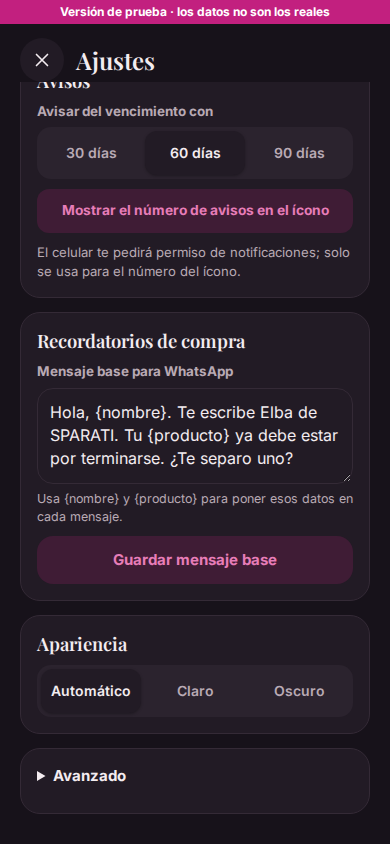 Versión de prueba · los datos no son los reales
Ajustes
Avisos
Avisar del vencimiento con
30 días 60 días 90 días
Mostrar el número de avisos en el ícono
El celular te pedirá permiso de notificaciones; solo
se usa para el número del ícono.
Recordatorios de compra
Mensaje base para WhatsApp
Hola, {nombre}. Te escribe Elba de
SPARATI. Tu {producto} ya debe estar
por terminarse. ¿Te separo uno?
Usa {nombre} y {producto} para poner esos datos en
cada mensaje.
Guardar mensaje base
Apariencia
Automático Claro Oscuro
Avanzado